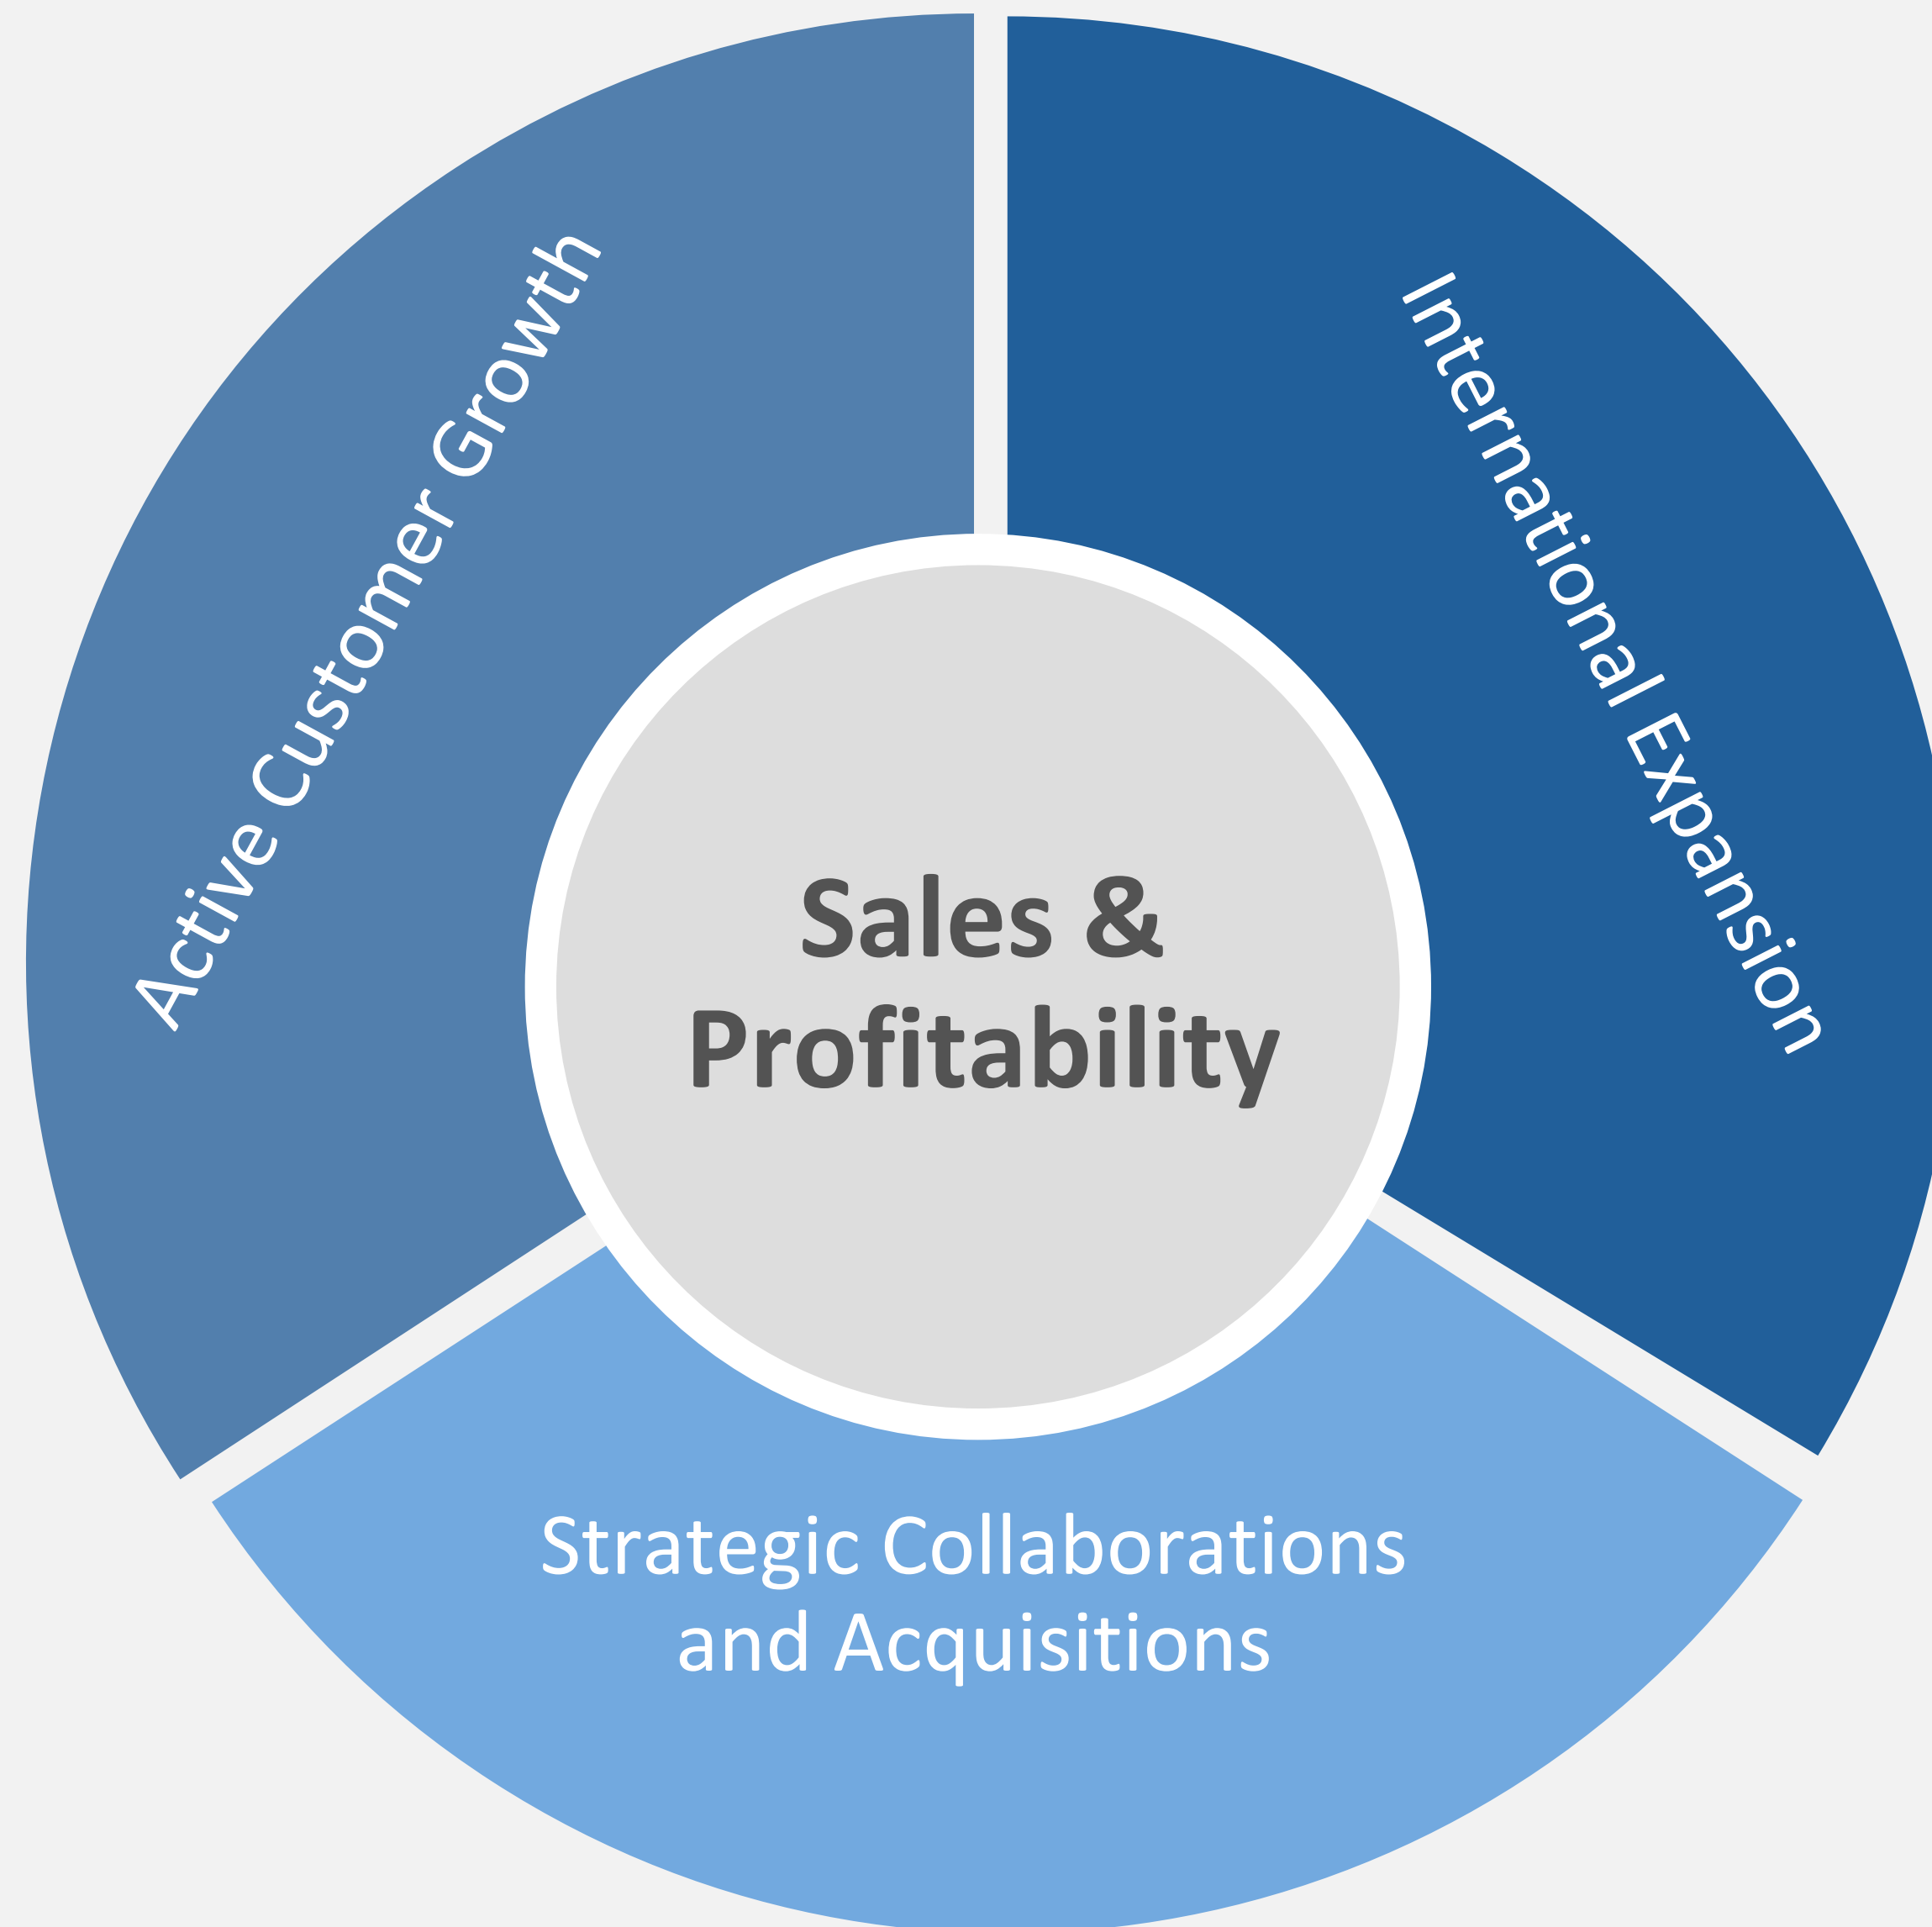 Active Customer Growth
International Expansion
Sales &
Profitability
Strategic Collaborations
and Acquisitions